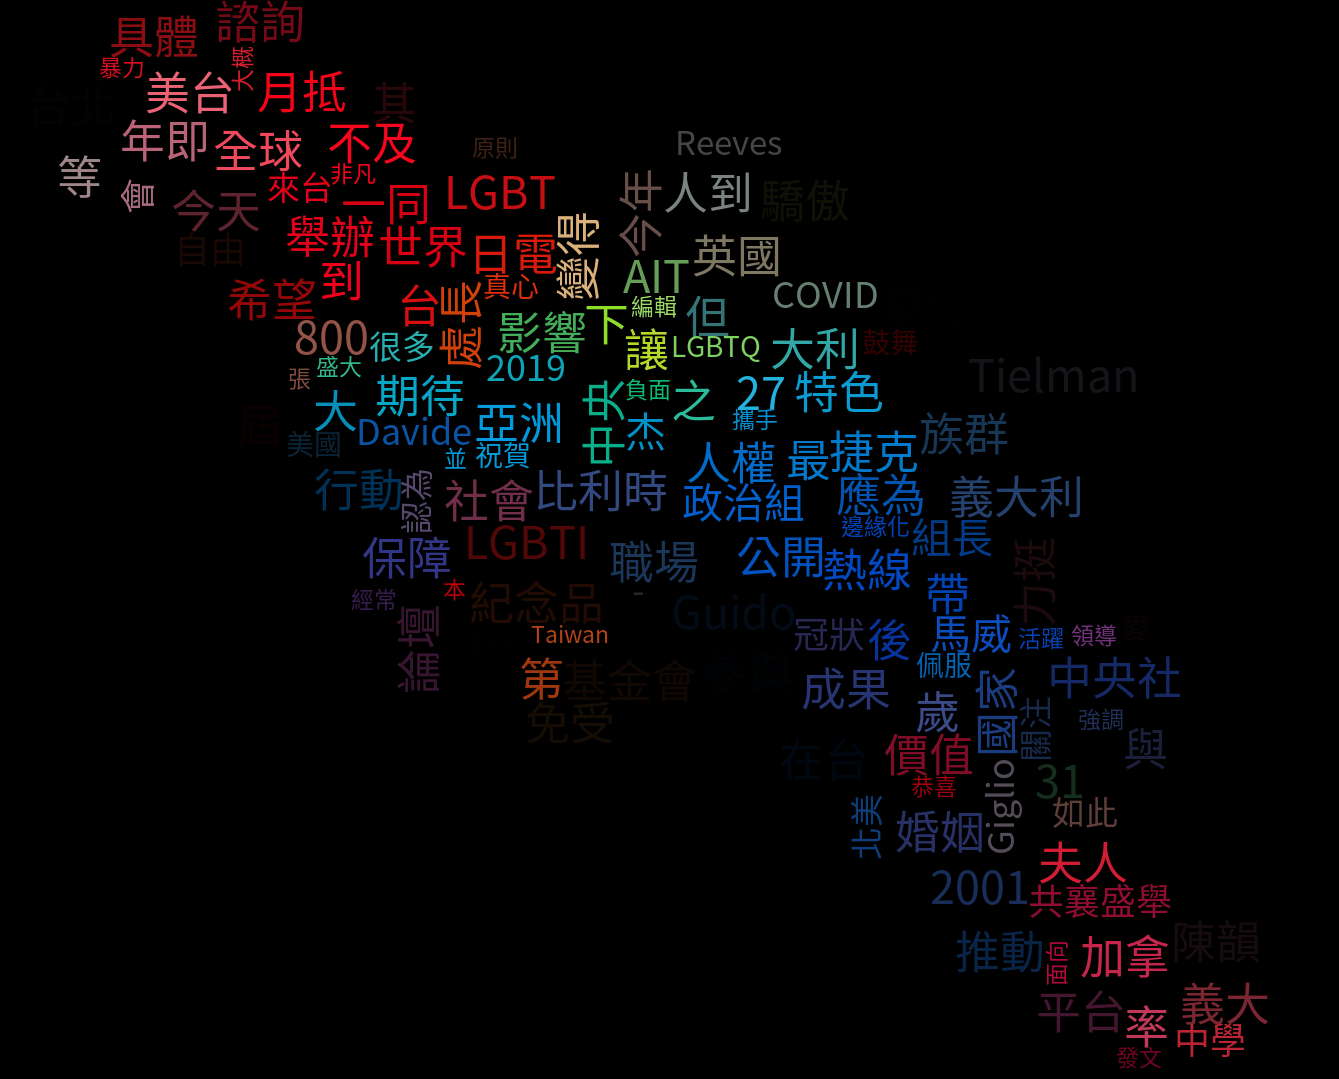 諮詢
具體
大概
暴力
美台
月抵
台北
其
年即
全球
不及
原則
Reeves
等
會
來台
非凡
LGBT
今年
人到
驕傲
今天
一同
自由
舉辦
世界
日電
變得
英國
AIT
到
真心
希望
台
處長
編輯
COVID
但
800
很多
影響
下
讓
LGBTQ
大利
鼓舞
盛大
張
2019
Tielman
大
期待
負面
之
27
特色
屆
美國
Davide
亞洲
中央
杰
攜手
族群
並
祝賀
人權
最
捷克
行動
認為
社會
比利時
政治組
應為
義大利
邊緣化
組長
保障
LGBTI
職場
公開
熱線
力挺
經常
本
紀念品
-
帶
Guido
論壇
Taiwan
冠狀
後
馬威
活躍
領導
愛
第
基金會
參與
佩服
中央社
成果
免受
歲
國家
關注
強調
在台
價值
與
恭喜
Giglio
31
北美
婚姻
如此
夫人
2001
共襄盛舉
推動
面向
加拿
陳韻
平台
率
義大
中學
發文